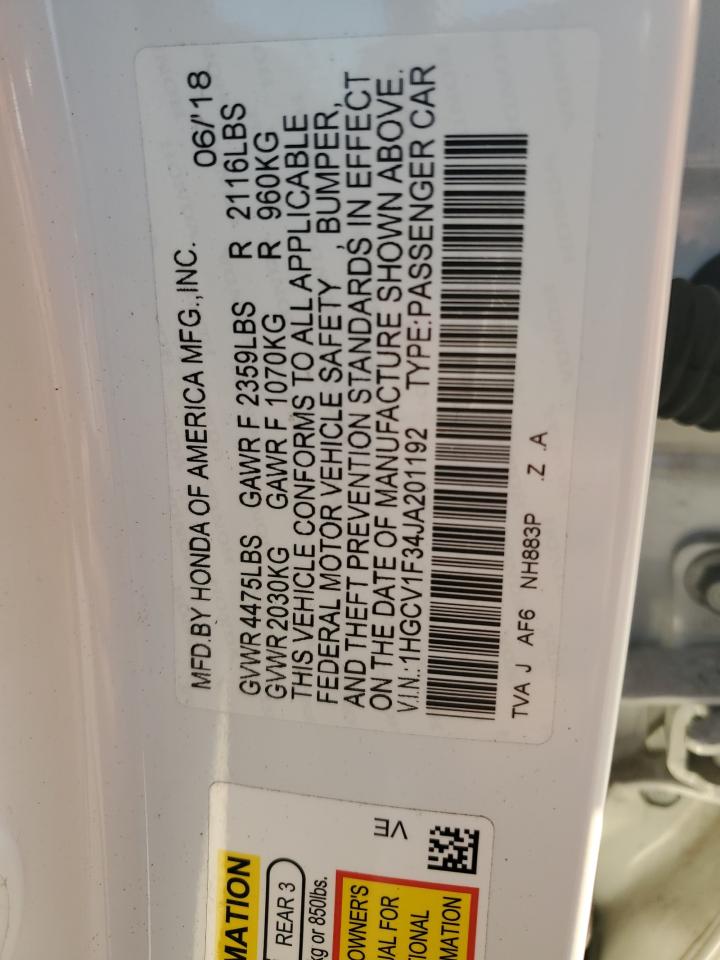 MFD.BY HONDA OF AMERICA MFG.,INC. 06/'18
GVWR 4475LBS GAWR F 2359LBS R 2116LBS
GVWR 2030KG GAWR F 1070KG R 960KG
THIS VEHICLE CONFORMS TO ALL APPLICABLE
FEDERAL MOTOR VEHICLE SAFETY , BUMPER,
AND THEFT PREVENTION STANDARDS IN EFFECT
ON THE DATE OF MANUFACTURE SHOWN ABOVE.
V.I.N.:1HGCV1F34JA201192 TYPE:PASSENGER CAR
TVA J AF6 NH883P .Z .A
MATION
REAR 3
kg or 850lbs.
VE
OWNER'S
UAL FOR
TIONAL
MATION